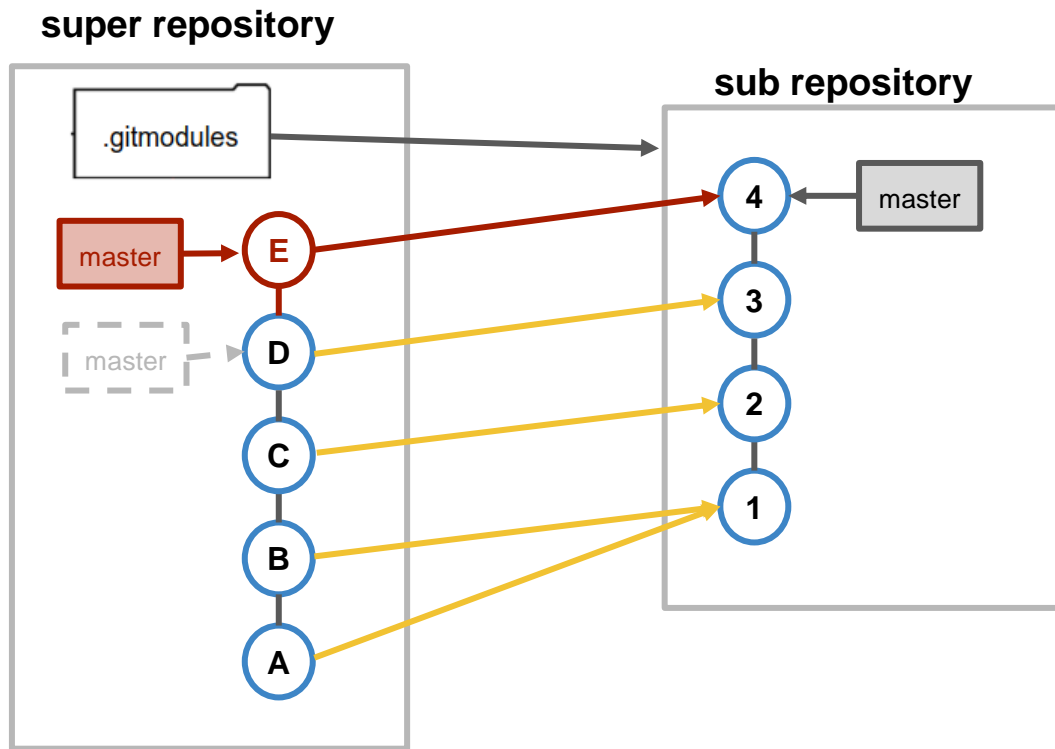 super repository
.gitmodules
master
E
master
D
C
B
A
sub repository
4
master
3
2
1